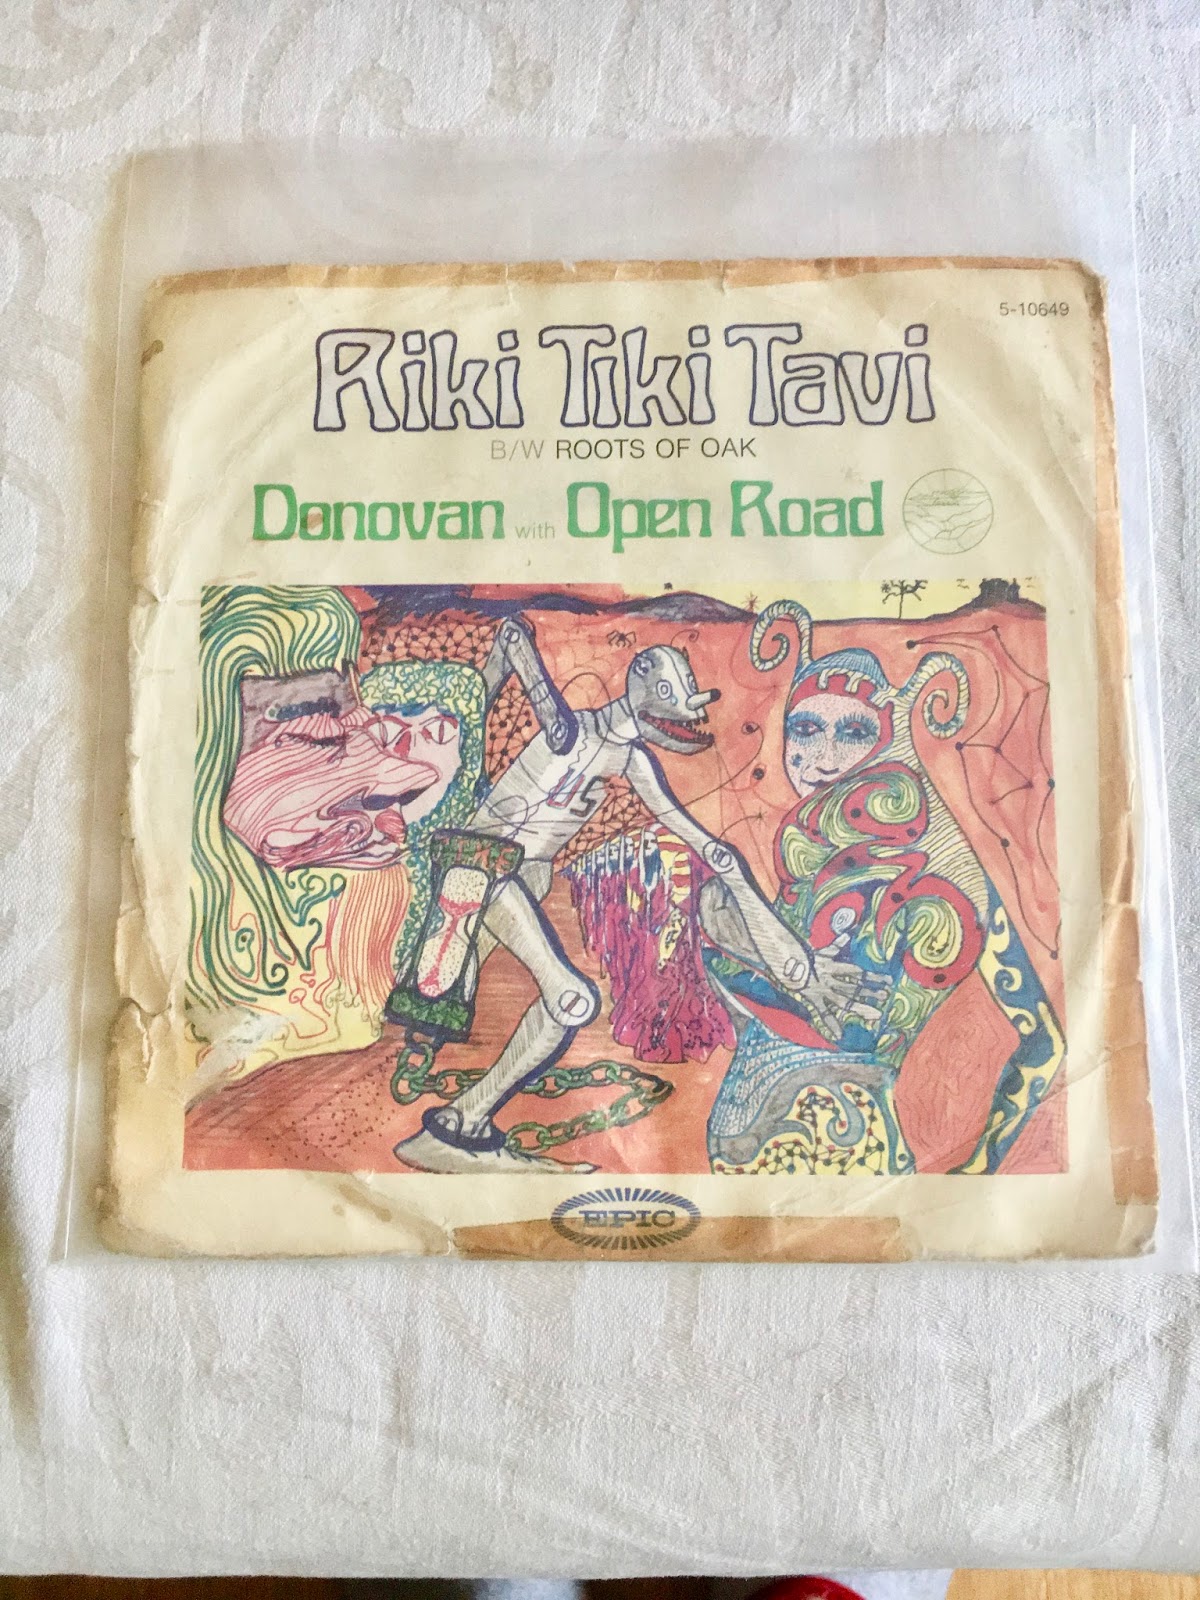 5-10649
Riki Tiki Tavi
B/W ROOTS OF OAK
Donovan with Open Road
US
EPIC